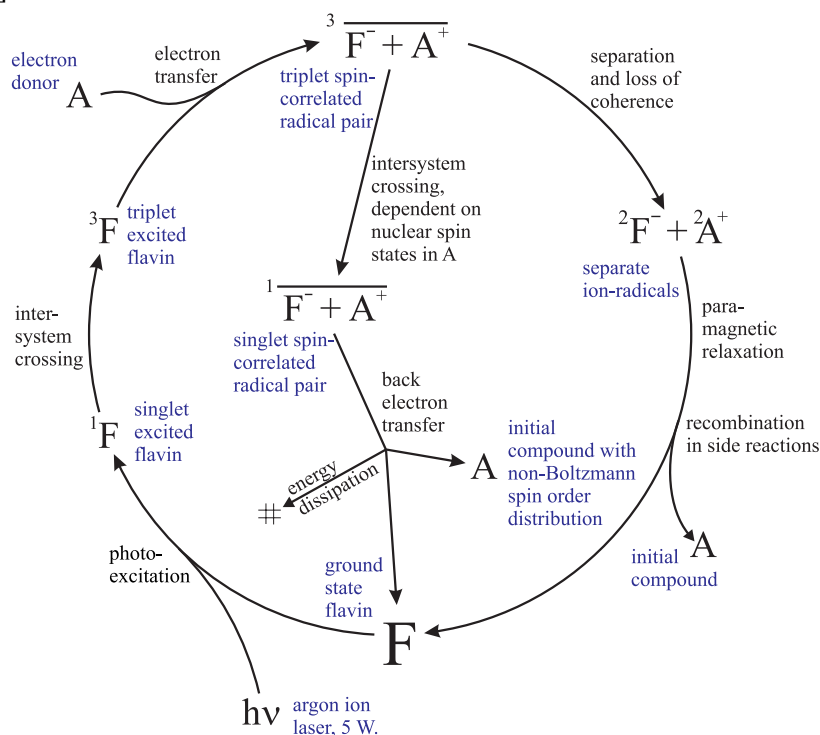 ]
³F⁻ + A⁺
electron
donor
A
electron
transfer
triplet spin-
correlated
radical pair
separation
and loss of
coherence
intersystem
crossing,
dependent on
nuclear spin
states in A
³F
triplet
excited
flavin
²F⁻ + ²A⁺
separate
ion-radicals
inter-
system
crossing
¹F⁻ + A⁺
singlet spin-
correlated
radical pair
para-
magnetic
relaxation
back
electron
transfer
¹F
singlet
excited
flavin
initial
compound with
non-Boltzmann
spin order
distribution
A
recombination
in side reactions
energy
dissipation
#
photo-
excitation
ground
state
flavin
F
initial
compound
A
hν
argon ion
laser, 5 W.